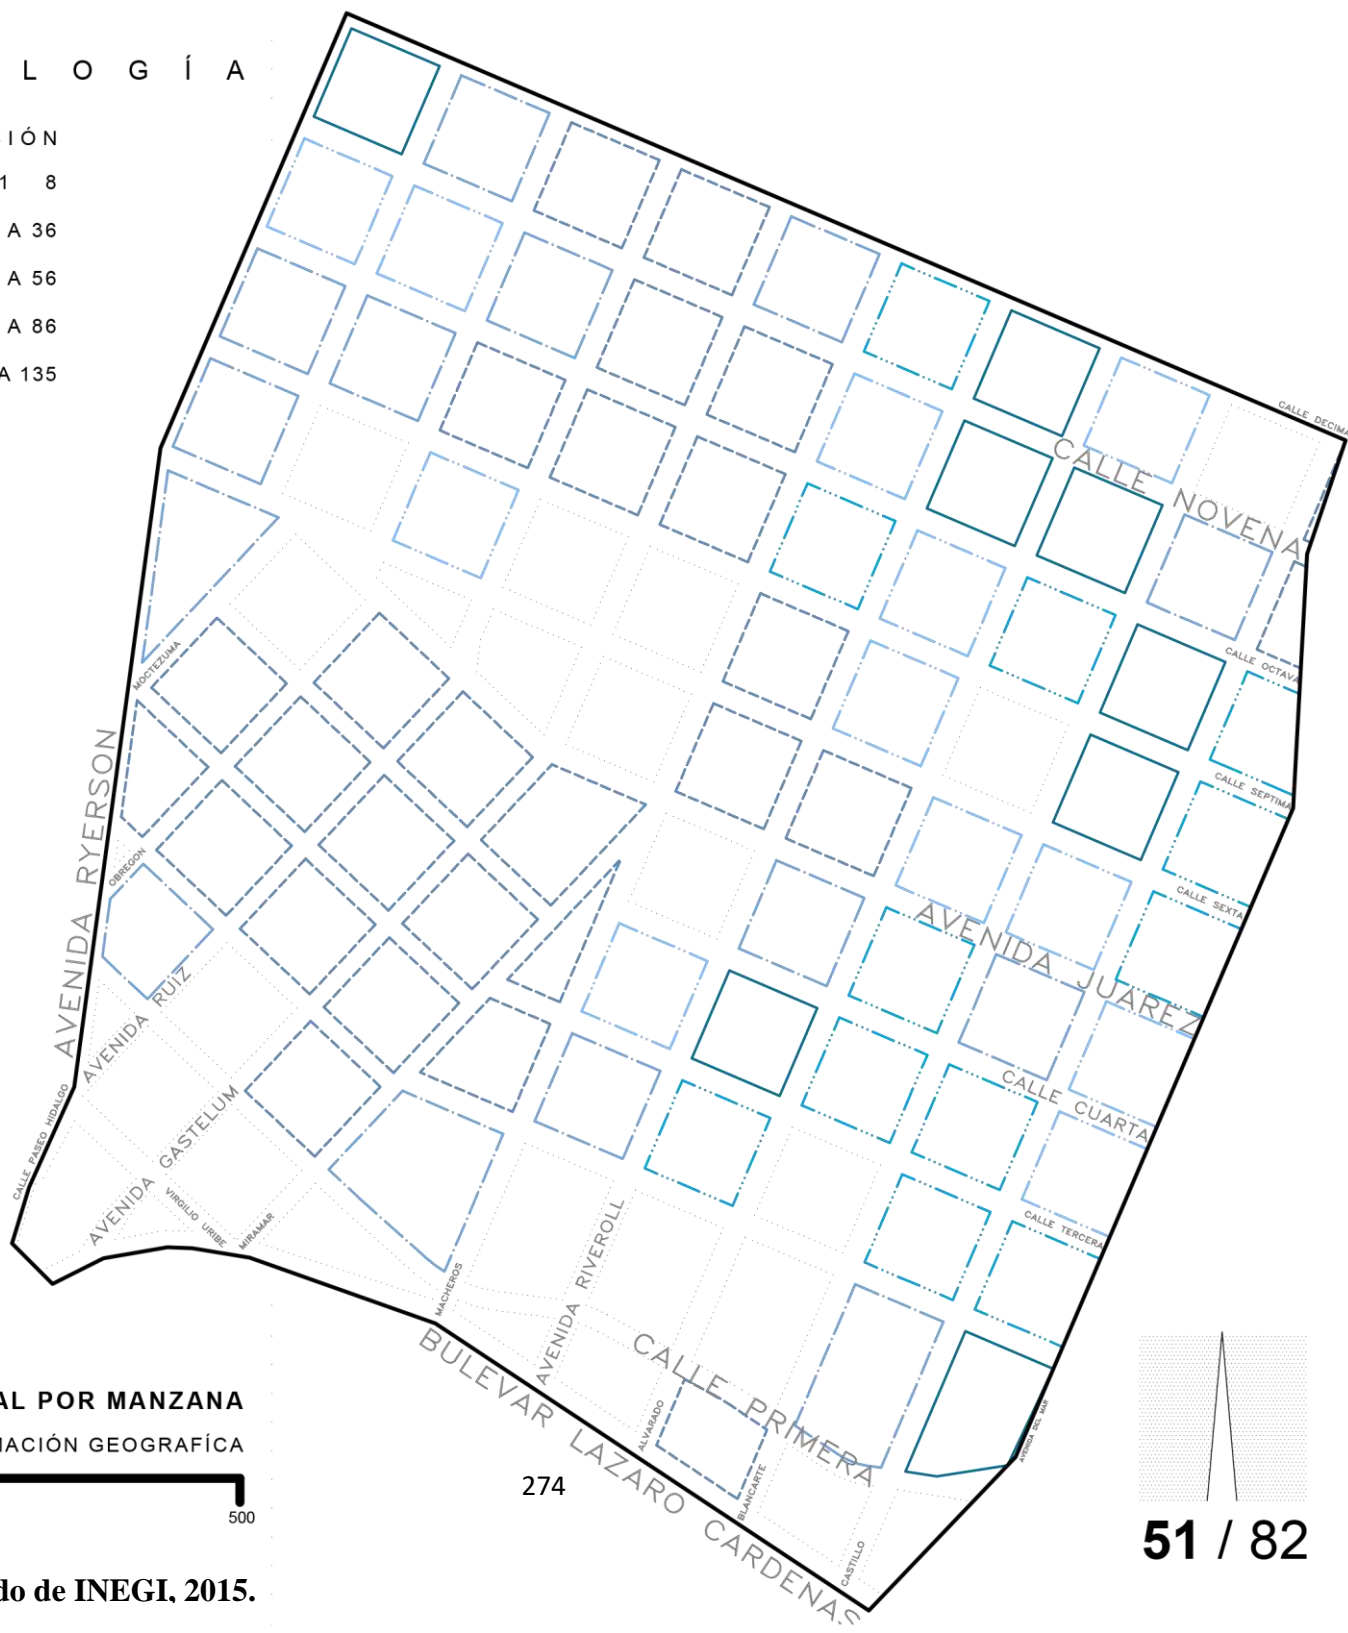 L O G Í A
IÓN
1 8
A 36
A 56
A 86
A 135
CALLE DECIMA
CALLE NOVENA
CALLE OCTAVA
CALLE SEPTIMA
CALLE SEXTA
AVENIDA JUAREZ
CALLE CUARTA
CALLE TERCERA
MOCTEZUMA
AVENIDA RYERSON
OBREGON
AVENIDA RUIZ
CALLE PASEO HIDALGO
AVENIDA GASTELUM
VIRGILIO URIBE
MIRAMAR
MACHEROS
AVENIDA RIVEROLL
CALLE PRIMERA
ALVARADO
BLANCARTE
CASTILLO
AVENIDA DEL MAR
BULEVAR LAZARO CARDENAS
AL POR MANZANA
MACIÓN GEOGRAFÍCA
500
274
51 / 82
do de INEGI, 2015.